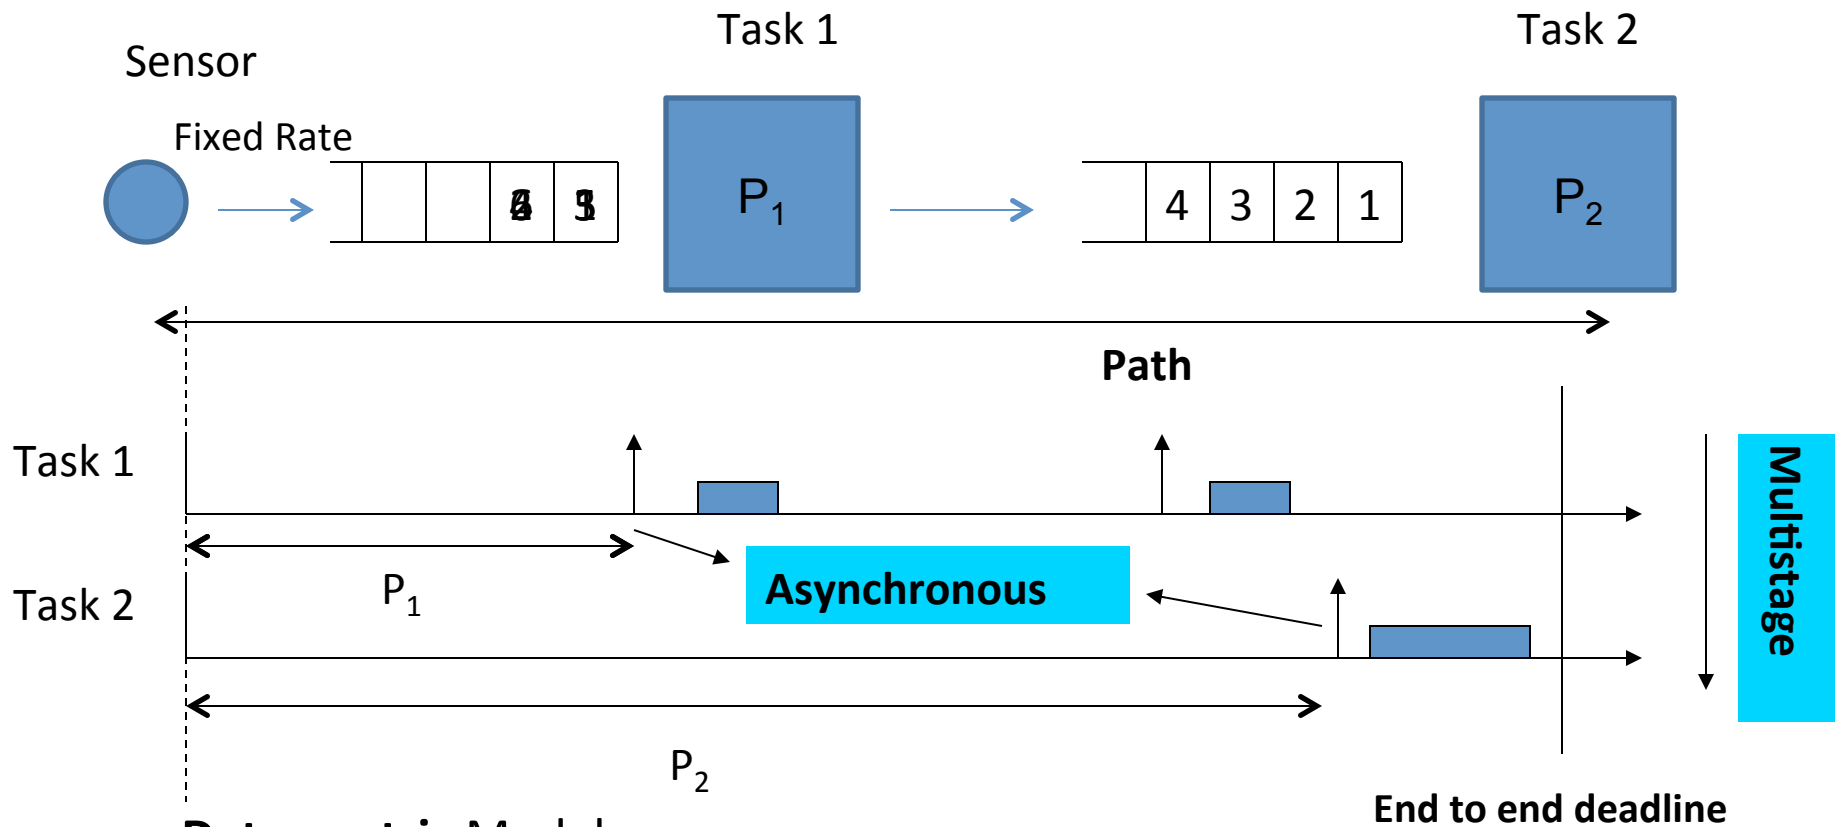 Task 1
Task 2
Sensor
Fixed Rate
P1
4 3 2 1
P2
Path
Task 1
Multistage
Asynchronous
P1
Task 2
P2
End to end deadline